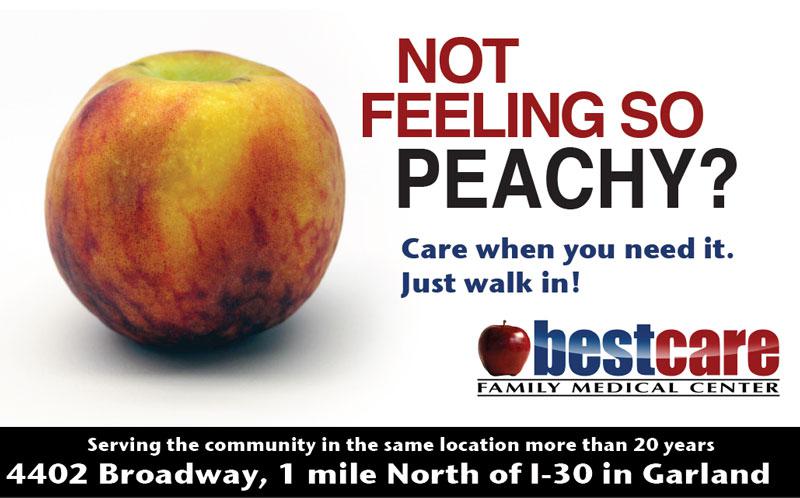 NOT
FEELING SO
PEACHY?
Care when you need it.
Just walk in!
bestcare
FAMILY MEDICAL CENTER
Serving the community in the same location more than 20 years
4402 Broadway, 1 mile North of I-30 in Garland